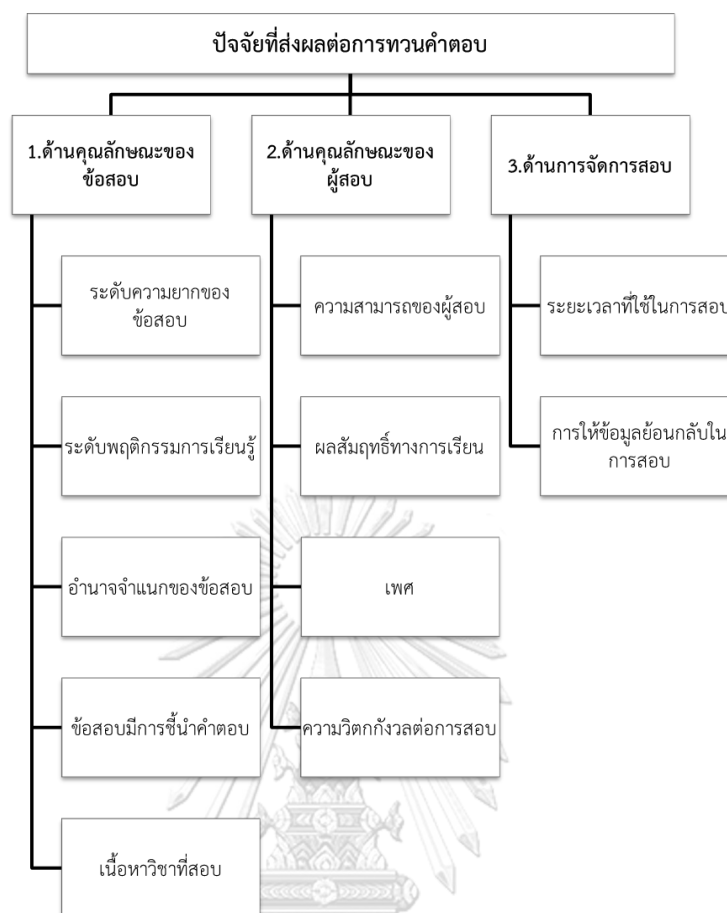 ปัจจัยที่ส่งผลต่อการทวนคำตอบ
1.ด้านคุณลักษณะของ
ข้อสอบ
ระดับความยากของ
ข้อสอบ
ระดับพฤติกรรมการเรียนรู้
อำนาจจำแนกของข้อสอบ
ข้อสอบมีการชี้นำคำตอบ
เนื้อหาวิชาที่สอบ
2.ด้านคุณลักษณะของ
ผู้สอบ
ความสามารถของผู้สอบ
ผลสัมฤทธิ์ทางการเรียน
เพศ
ความวิตกกังวลต่อการสอบ
3.ด้านการจัดการสอบ
ระยะเวลาที่ใช้ในการสอบ
การให้ข้อมูลย้อนกลับใน
การสอบ